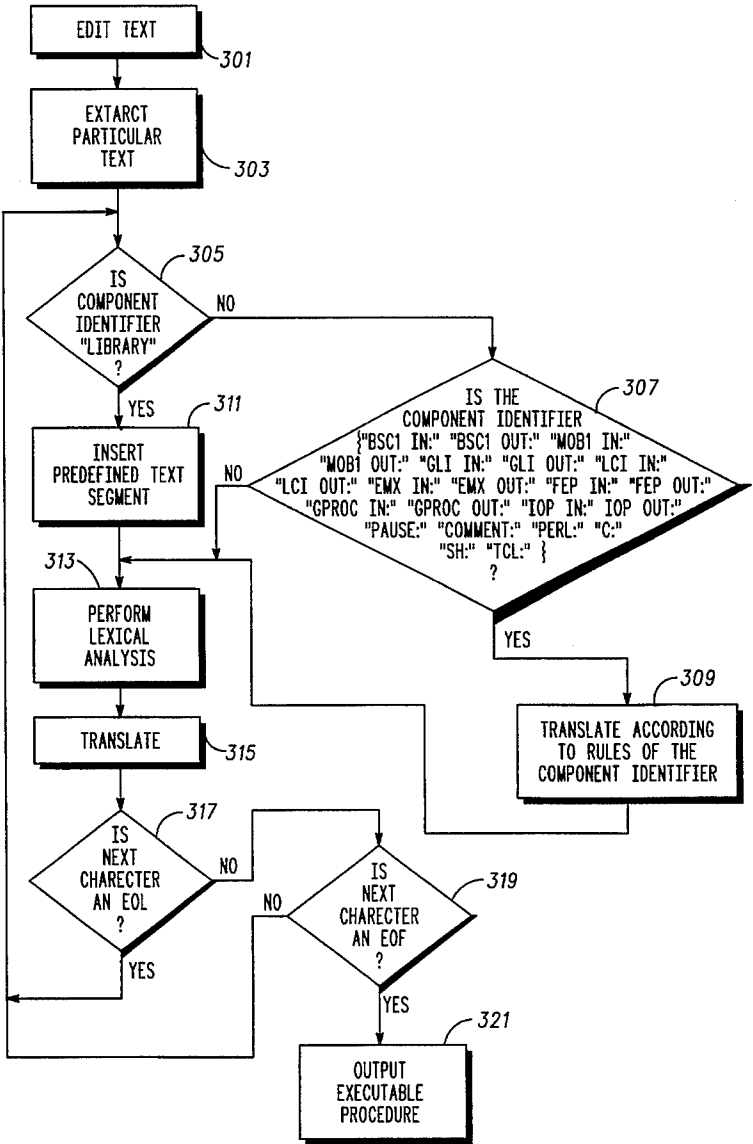 EDIT TEXT
301
EXTARCT
PARTICULAR
TEXT
303
305
IS
COMPONENT
IDENTIFIER
"LIBRARY"
?
NO
YES
307
IS THE
COMPONENT IDENTIFIER
{"BSC1 IN:" "BSC1 OUT:" "MOB1 IN:"
"MOB1 OUT:" "GLI IN:" "GLI OUT:" "LCI IN:"
"LCI OUT:" "EMX IN:" "EMX OUT:" "FEP IN:" "FEP OUT:"
"GPROC IN:" "GPROC OUT:" "IOP IN:" IOP OUT:"
"PAUSE:" "COMMENT:" "PERL:" "C:"
"SH:" "TCL:" }
?
NO
YES
311
INSERT
PREDEFINED TEXT
SEGMENT
313
PERFORM
LEXICAL
ANALYSIS
309
TRANSLATE ACCORDING
TO RULES OF THE
COMPONENT IDENTIFIER
TRANSLATE
315
317
IS
NEXT
CHARECTER
AN EOL
?
NO
YES
319
IS
NEXT
CHARECTER
AN EOF
?
NO
YES
321
OUTPUT
EXECUTABLE
PROCEDURE